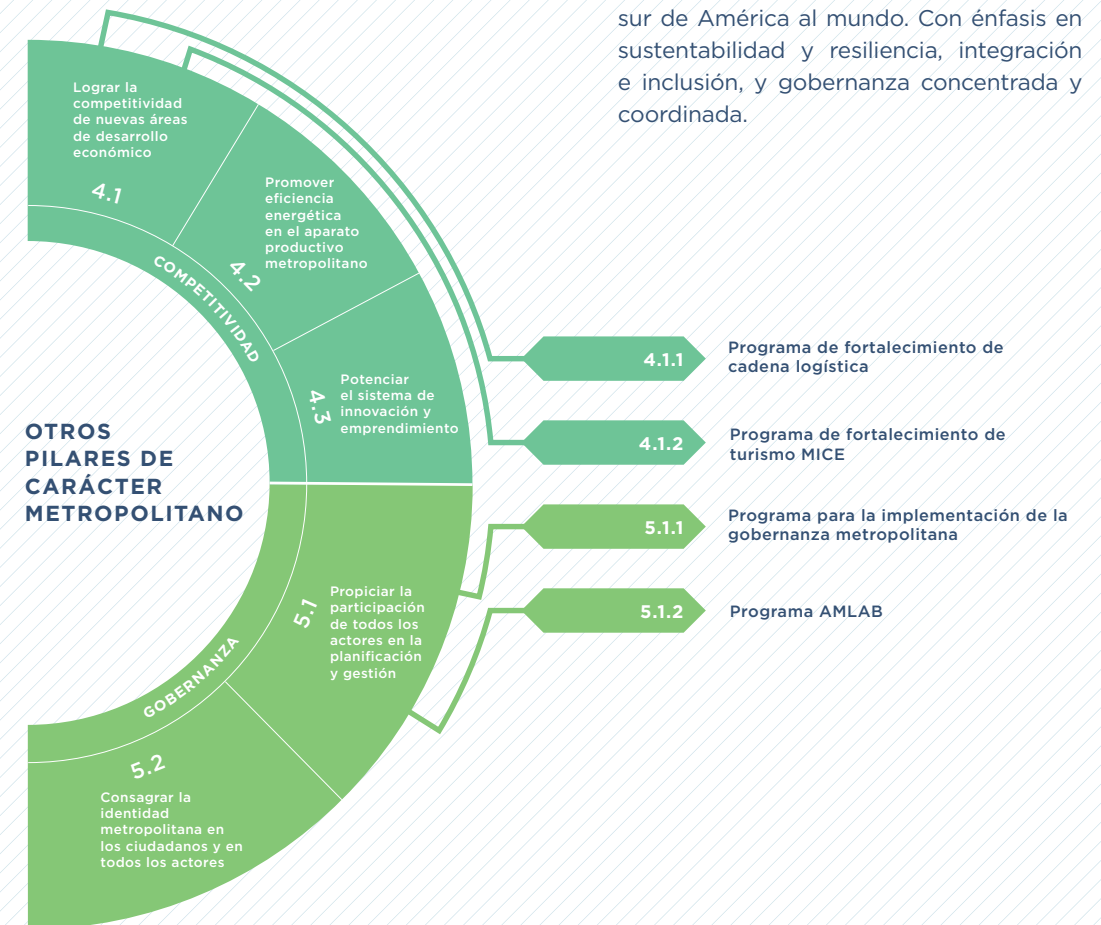 sur de América al mundo. Con énfasis en
sustentabilidad y resiliencia, integración
e inclusión, y gobernanza concentrada y
coordinada.
Lograr la
competitividad
de nuevas áreas
de desarrollo
económico
4.1
Promover
eficiencia
energética
en el aparato
productivo
metropolitano
4.2
COMPETITIVIDAD
Potenciar
el sistema de
innovación y
emprendimiento
4.3
OTROS
PILARES DE
CARÁCTER
METROPOLITANO
4.1.1
Programa de fortalecimiento de
cadena logística
4.1.2
Programa de fortalecimiento de
turismo MICE
5.1.1
Programa para la implementación de la
gobernanza metropolitana
5.1.2
Programa AMLAB
5.1
Propiciar la
participación
de todos los
actores en la
planificación
y gestión
GOBERNANZA
5.2
Consagrar la
identidad
metropolitana en
los ciudadanos y en
todos los actores